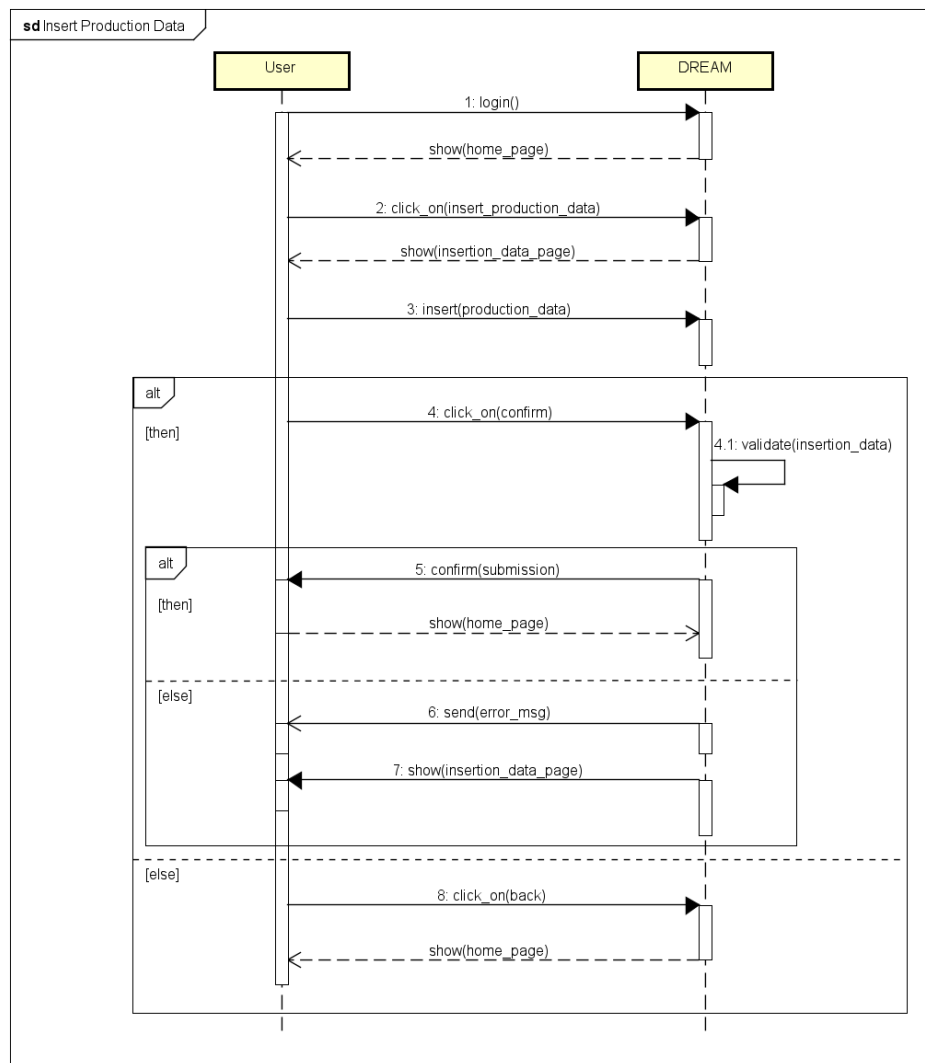 sd Insert Production Data
User
DREAM
1: login()
show(home_page)
2: click_on(insert_production_data)
show(insertion_data_page)
3: insert(production_data)
alt
4: click_on(confirm)
[then]
4.1: validate(insertion_data)
alt
5: confirm(submission)
[then]
show(home_page)
[else]
6: send(error_msg)
7: show(insertion_data_page)
[else]
8: click_on(back)
show(home_page)